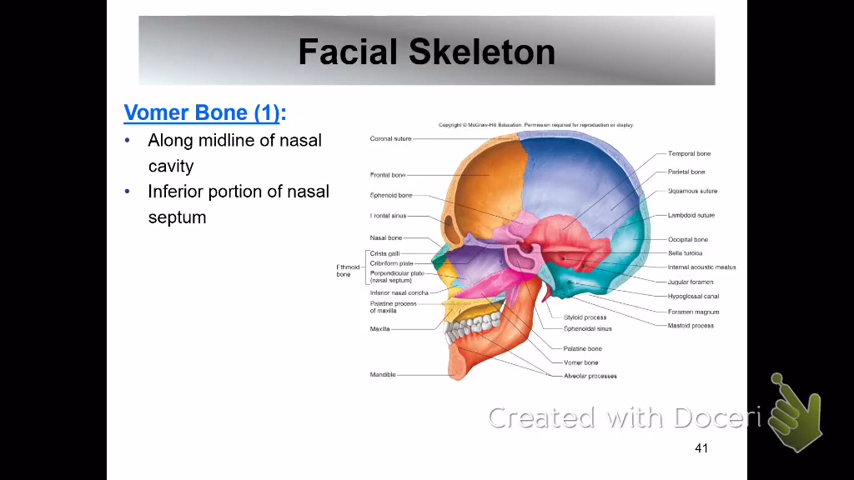 Facial Skeleton
Vomer Bone (1):
• Along midline of nasal
cavity
• Inferior portion of nasal
septum
Copyright © McGraw-Hill Education. Permission required for reproduction or display.
Coronal suture
Frontal bone
Sphenoid bone
Frontal sinus
Nasal bone
Ethmoid
bone
Crista galli
Cribriform plate
Perpendicular plate
(nasal septum)
Inferior nasal concha
Palatine process
of maxilla
Maxilla
Mandible
Temporal bone
Parietal bone
Squamous suture
Lambdoid suture
Occipital bone
Sella turcica
Internal acoustic meatus
Jugular foramen
Hypoglossal canal
Foramen magnum
Mastoid process
Styloid process
Sphenoidal sinus
Palatine bone
Vomer bone
Alveolar processes
Created with Doceri
41